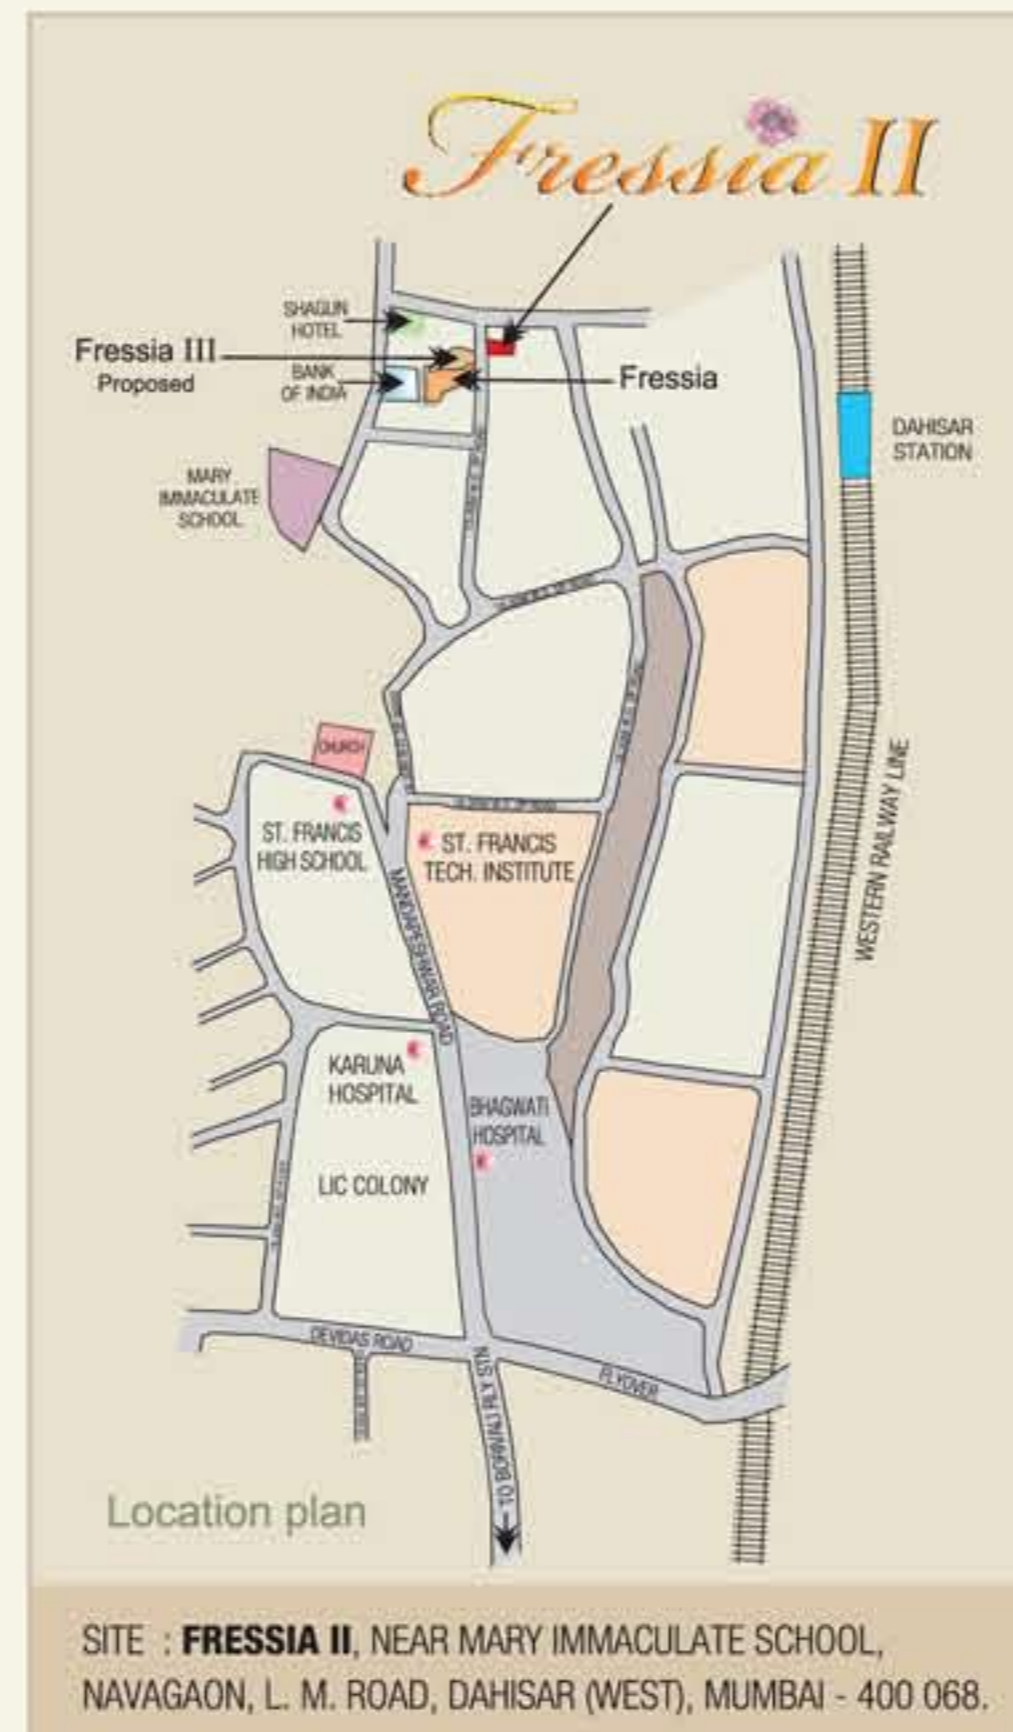 Fressia II
SHAGUN
HOTEL
Fressia III
Proposed
BANK
OF INDIA
Fressia
DAHISAR
STATION
MARY
IMMACULATE
SCHOOL
CHURCH
ST. FRANCIS
HIGH SCHOOL
ST. FRANCIS
TECH. INSTITUTE
MANDAPESHWAR ROAD
WESTERN RAILWAY LINE
KARUNA
HOSPITAL
BHAGWATI
HOSPITAL
LIC COLONY
DEVIDAS ROAD
FLYOVER
TO BORIVALI RLY. STN
Location plan
SITE : FRESSIA II, NEAR MARY IMMACULATE SCHOOL,
NAVAGAON, L. M. ROAD, DAHISAR (WEST), MUMBAI - 400 068.